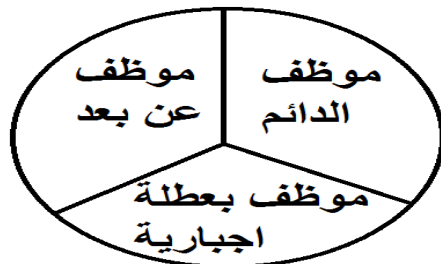 موظف
الدائم
موظف
عن بعد
موظف بعطلة
اجبارية